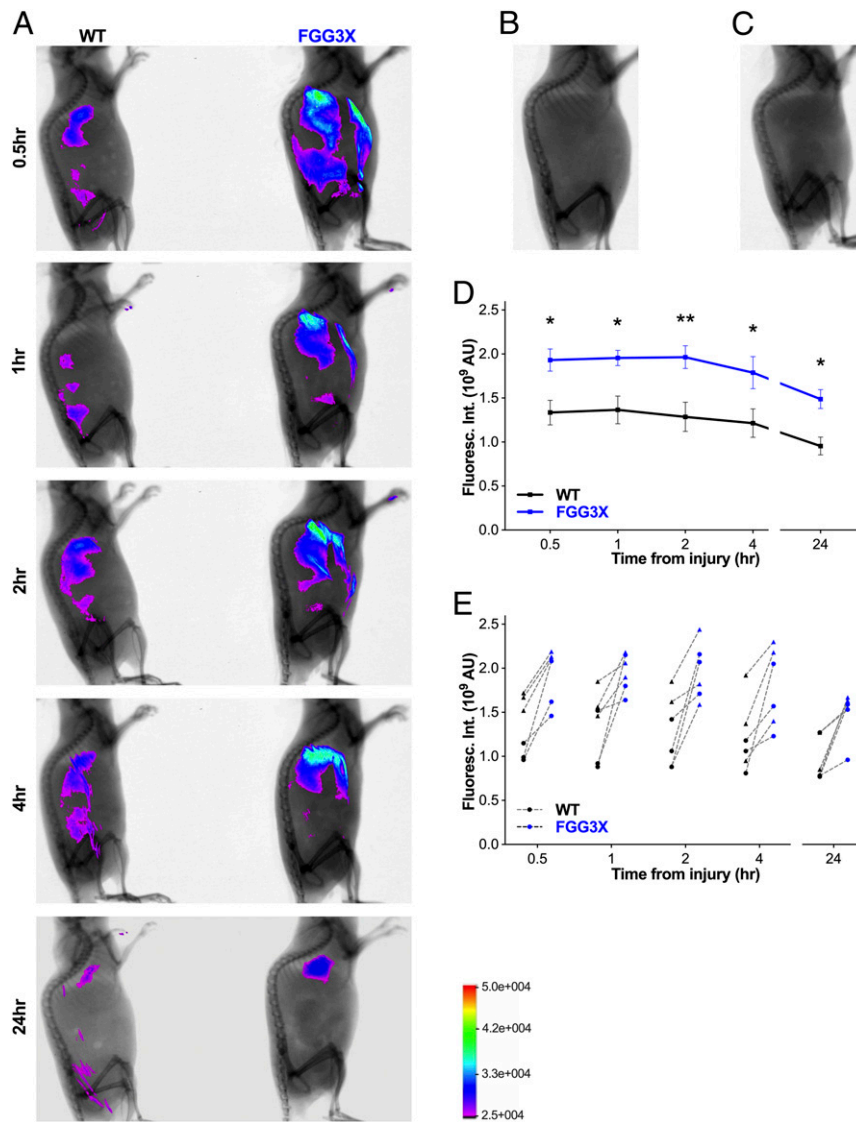 A
WT
FGG3X
0.5hr
1hr
2hr
4hr
24hr
B
C
D
Fluoresc. Int. (10⁹ AU)
2.5
2.0
1.5
1.0
0.5
0.0
*
*
**
*
*
WT
FGG3X
0.5
1
2
4
24
Time from injury (hr)
E
Fluoresc. Int. (10⁹ AU)
2.5
2.0
1.5
1.0
0.5
0.0
WT
FGG3X
0.5
1
2
4
24
Time from injury (hr)
5.0e+004
4.2e+004
3.3e+004
2.5+004